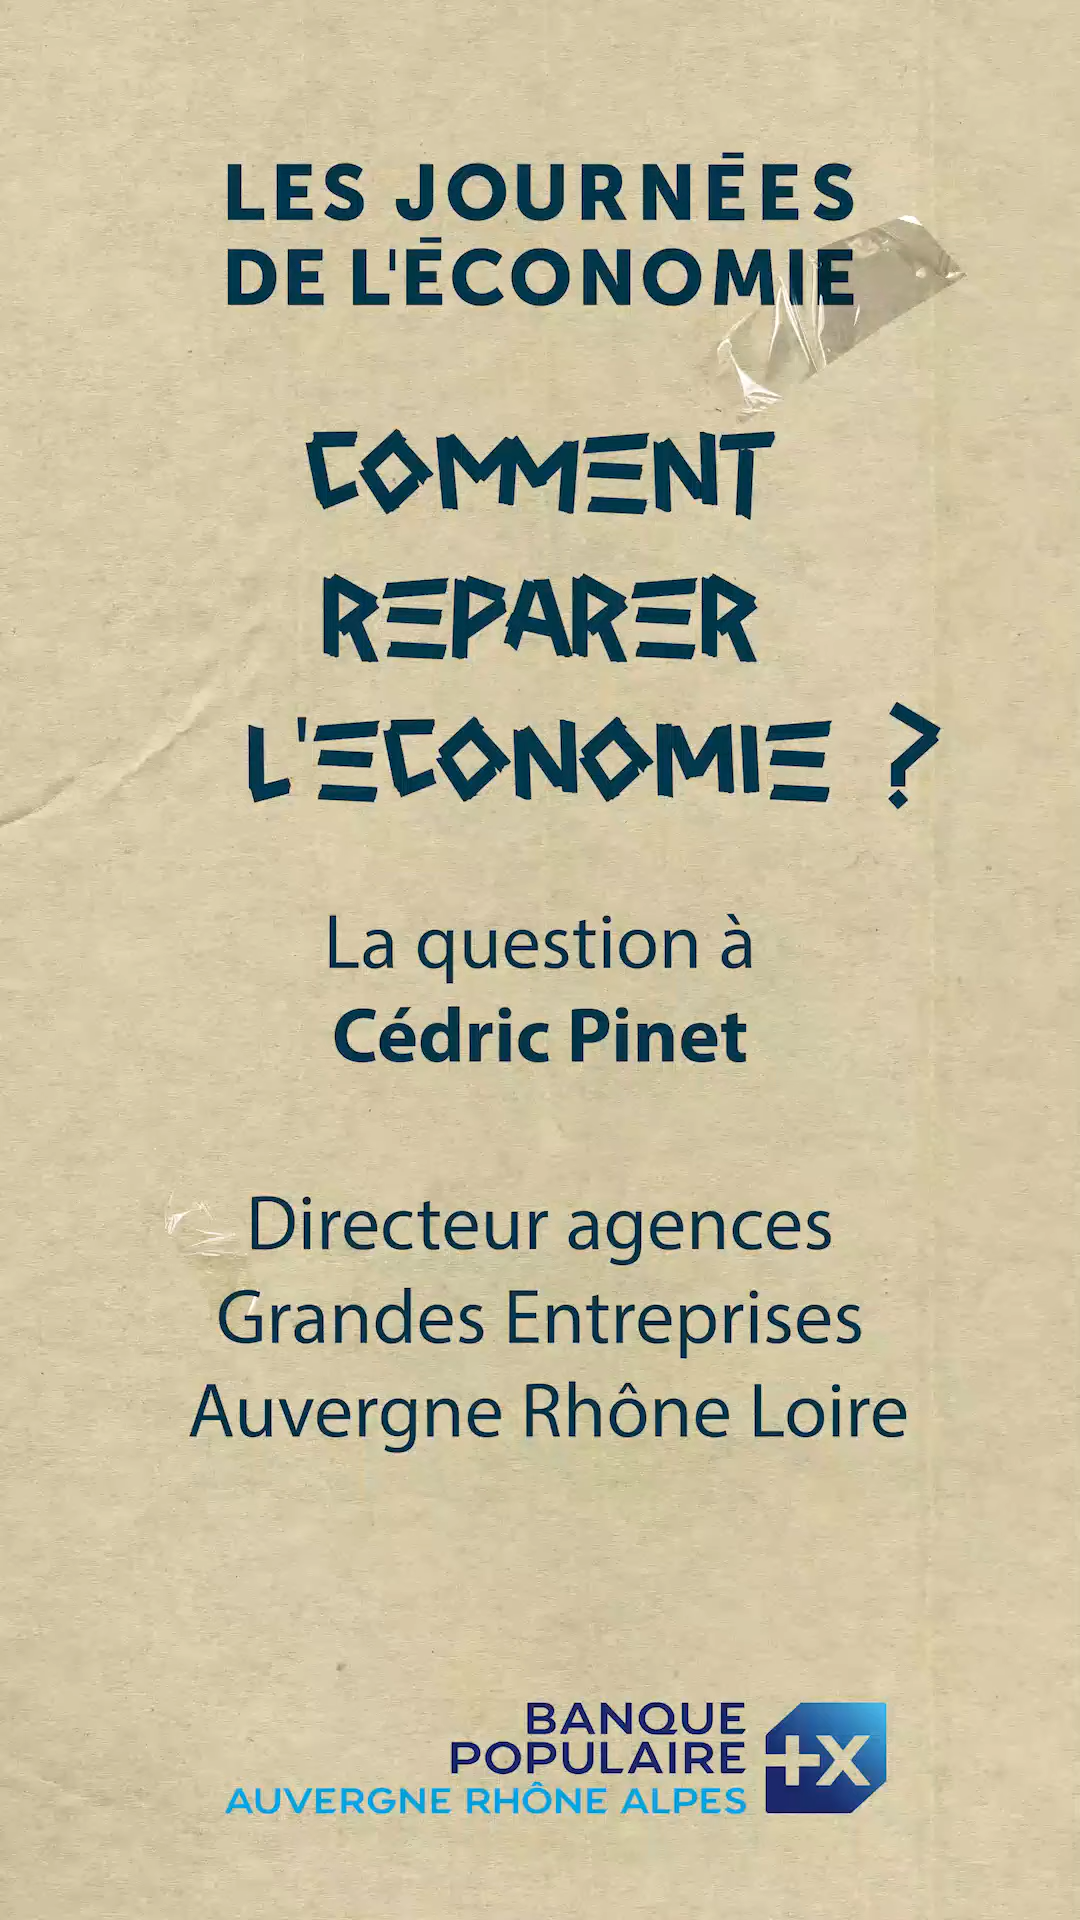 LES JOURNÉES
DE L'ÉCONOMIE
COMMENT
REPARER
L'ECONOMIE ?
La question à
Cédric Pinet
Directeur agences
Grandes Entreprises
Auvergne Rhône Loire
BANQUE
POPULAIRE
AUVERGNE RHÔNE ALPES
+X